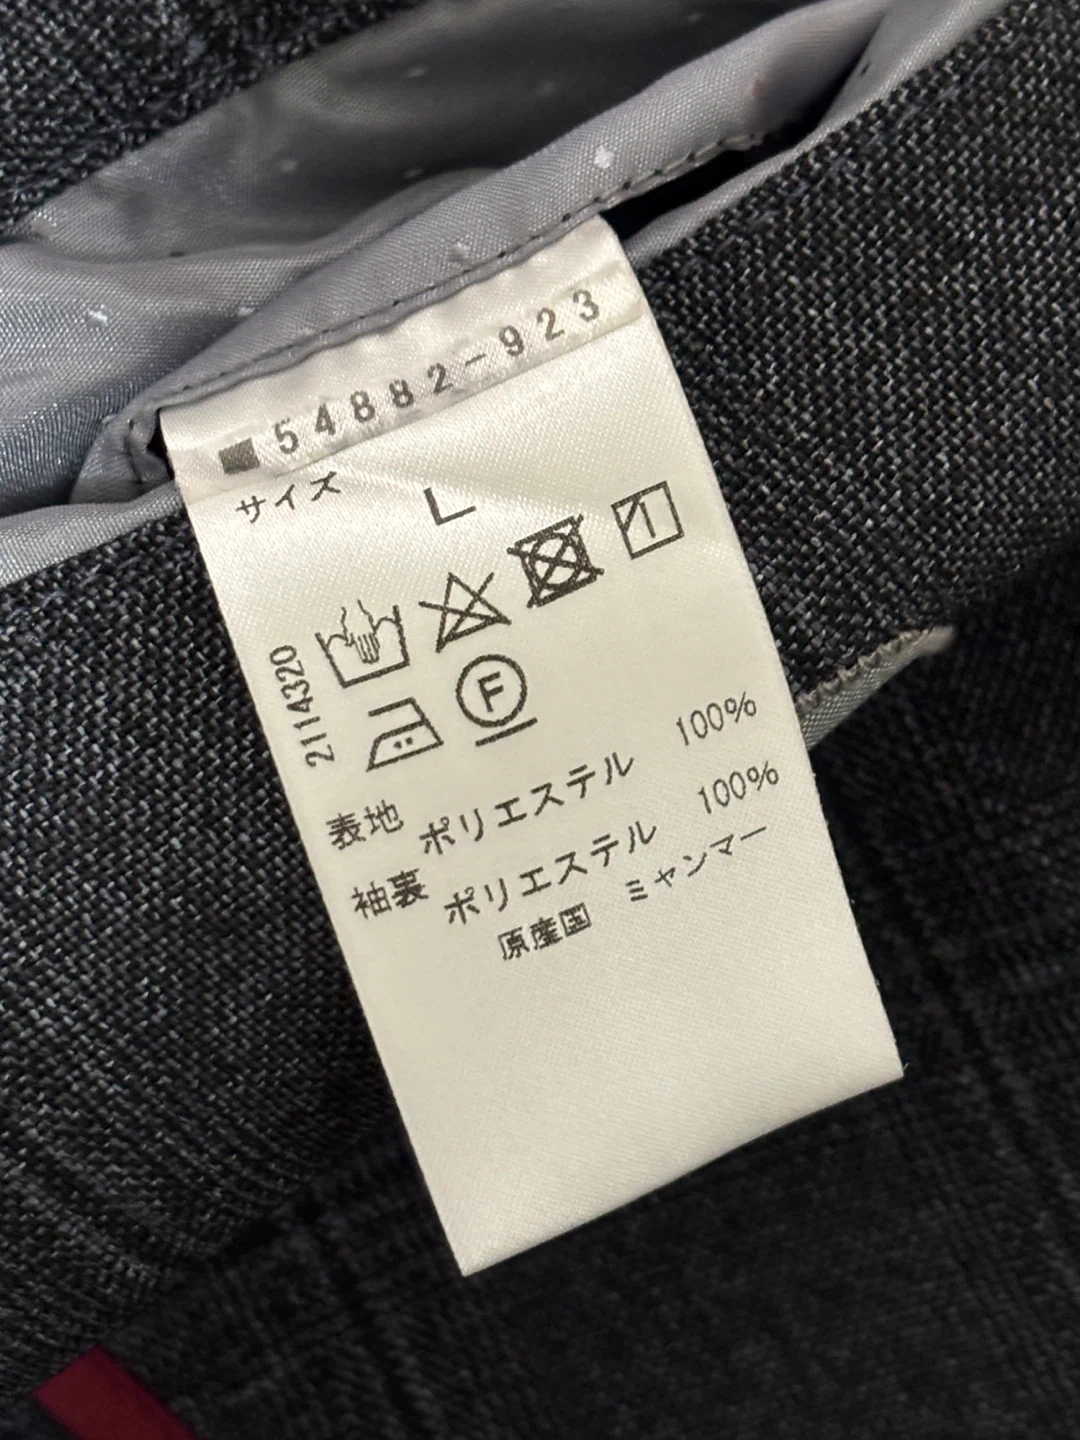 ■54882-923
サイズ L
2114320
F
表地 ポリエステル 100%
袖裏 ポリエステル 100%
原産国 ミャンマー